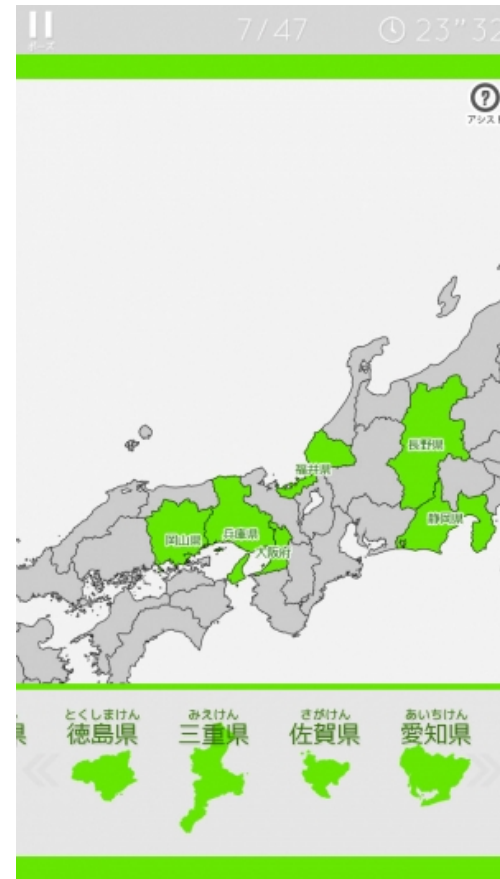 ポーズ
7/47
23"32
アシスト
長野県
福井県
静岡県
岡山県
兵庫県
大阪府
県
とくしまけん
徳島県
みえけん
三重県
さがけん
佐賀県
あいちけん
愛知県